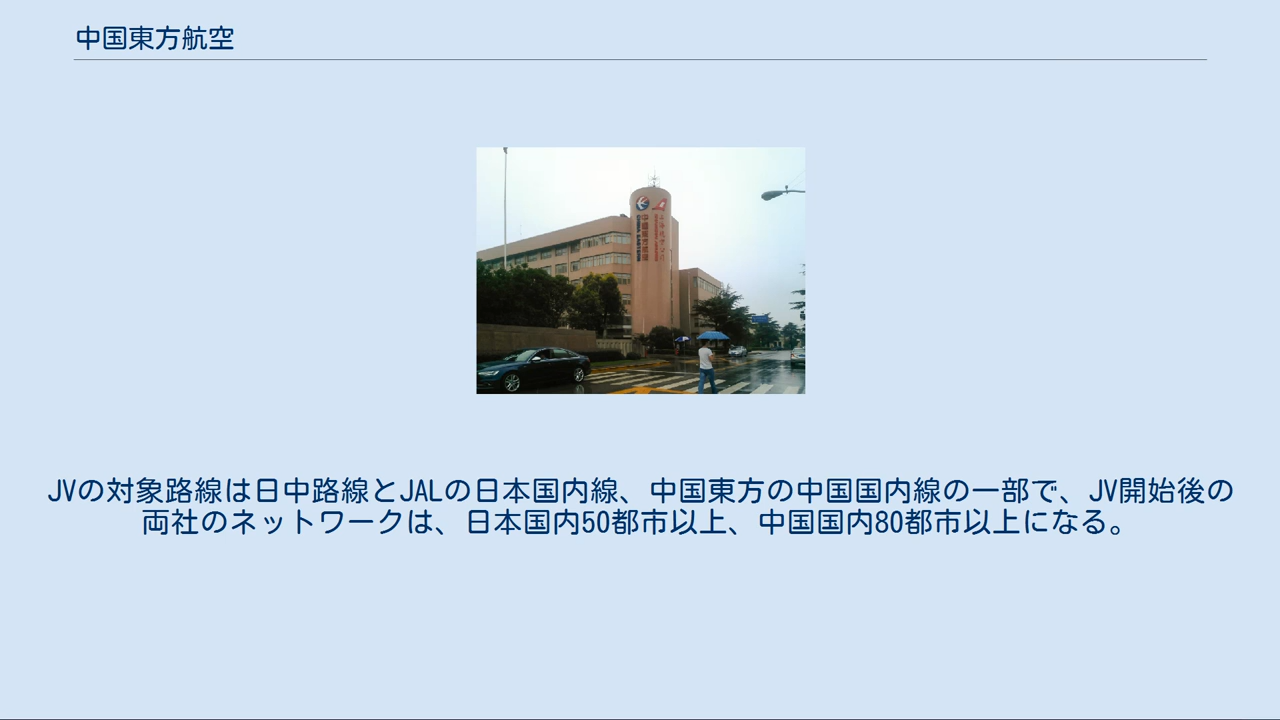 中国東方航空
JVの対象路線は日中路線とJALの日本国内線、中国東方の中国国内線の一部で、JV開始後の
両社のネットワークは、日本国内50都市以上、中国国内80都市以上になる。